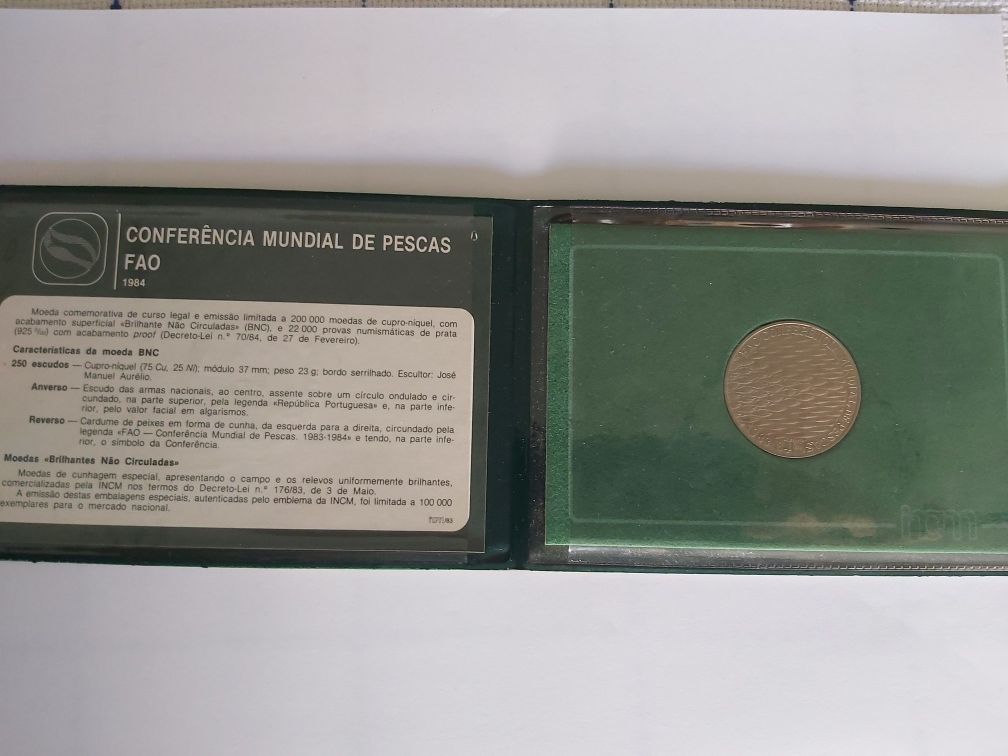 CONFERÊNCIA MUNDIAL DE PESCAS
FAO
1984
Moeda comemorativa de curso legal e emissão limitada a 200 000 moedas de cupro-níquel, com
acabamento superficial «Brilhante Não Circuladas» (BNC), e 22 000 provas numismáticas de prata
(925 ‰) com acabamento proof (Decreto-Lei n.º 70/84, de 27 de Fevereiro).
Características da moeda BNC
250 escudos — Cupro-níquel (75 Cu, 25 Ni); módulo 37 mm; peso 23 g; bordo serrilhado. Escultor: José
Manuel Aurélio.
Anverso — Escudo das armas nacionais, ao centro, assente sobre um círculo ondulado e cir-
cundado, na parte superior, pela legenda «República Portuguesa» e, na parte infe-
rior, pelo valor facial em algarismos.
Reverso — Cardume de peixes em forma de cunha, da esquerda para a direita, circundado pela
legenda «FAO — Conferência Mundial de Pescas. 1983-1984» e tendo, na parte infe-
rior, o símbolo da Conferência.
Moedas «Brilhantes Não Circuladas»
Moedas de cunhagem especial, apresentando o campo e os relevos uniformemente brilhantes,
comercializadas pela INCM nos termos do Decreto-Lei n.º 176/83, de 3 de Maio.
A emissão destas embalagens especiais, autenticadas pelo emblema da INCM, foi limitada a 100 000
exemplares para o mercado nacional.
incm/83
incm